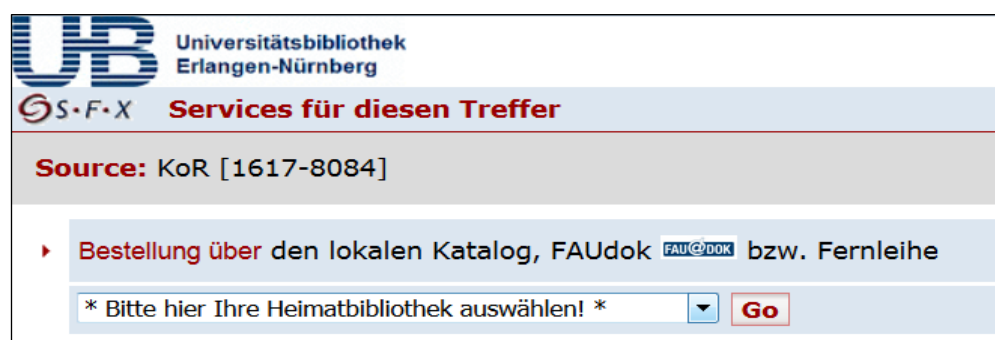 UB Universitätsbibliothek
Erlangen-Nürnberg
S·F·X Services für diesen Treffer
Source: KoR [1617-8084]
Bestellung über den lokalen Katalog, FAUdok FAU@DOK bzw. Fernleihe
* Bitte hier Ihre Heimatbibliothek auswählen! * Go